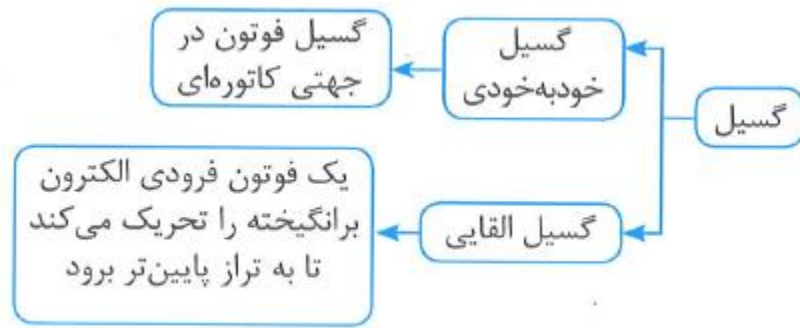 گسیل
گسیل
خودبه‌خودی
گسیل فوتون در
جهتی کاتوره‌ای
گسیل القایی
یک فوتون فرودی الکترون
برانگیخته را تحریک می‌کند
تا به تراز پایین‌تر برود